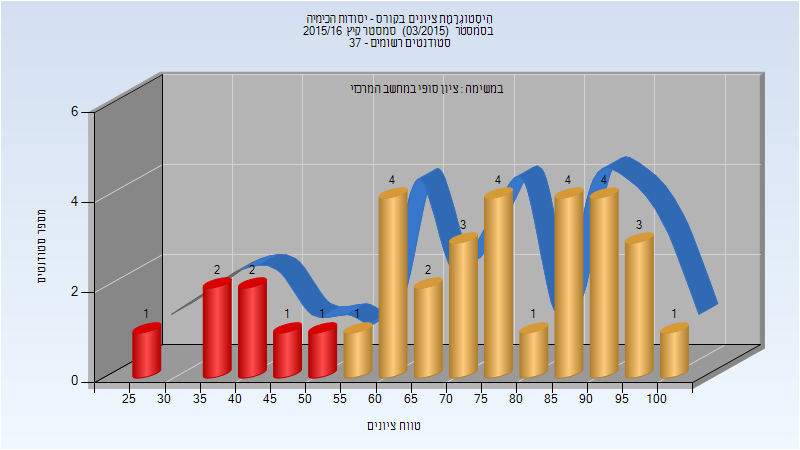 הִיסְטוֹגְרָמַת ציונים בקורס - יסודות הכימיה
בסמסטר (03/2015) סמסטר קיץ 2015/16
סטודנטים רשומים - 37
במשימה : ציון סופי במחשב המרכזי
6
4
2
0
מספר סטודנטים
1
2
2
1
1
1
4
2
3
4
1
4
4
3
1
25 30 35 40 45 50 55 60 65 70 75 80 85 90 95 100
טווח ציונים